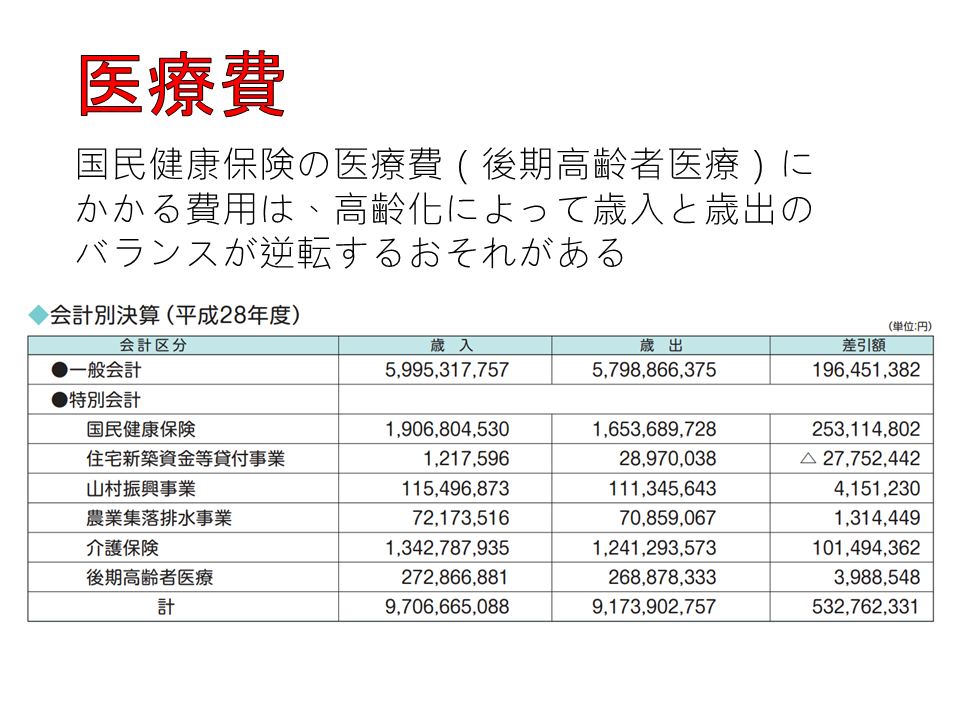 医療費
国民健康保険の医療費（後期高齢者医療）に
かかる費用は、高齢化によって歳入と歳出の
バランスが逆転するおそれがある
◆会計別決算（平成28年度）
（単位:円）
会計区分 歳 入 歳 出 差引額
●一般会計 5,995,317,757 5,798,866,375 196,451,382
●特別会計
国民健康保険 1,906,804,530 1,653,689,728 253,114,802
住宅新築資金等貸付事業 1,217,596 28,970,038 △ 27,752,442
山村振興事業 115,496,873 111,345,643 4,151,230
農業集落排水事業 72,173,516 70,859,067 1,314,449
介護保険 1,342,787,935 1,241,293,573 101,494,362
後期高齢者医療 272,866,881 268,878,333 3,988,548
計 9,706,665,088 9,173,902,757 532,762,331